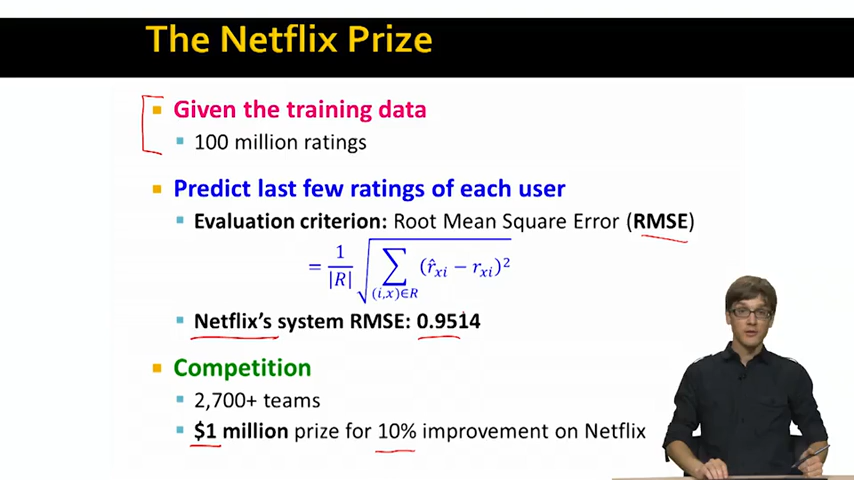 The Netflix Prize
Given the training data
100 million ratings
Predict last few ratings of each user
Evaluation criterion: Root Mean Square Error (RMSE)
= 1/|R| √ ∑_{(i,x)∈R} (r̂_{xi} − r_{xi})²
Netflix's system RMSE: 0.9514
Competition
2,700+ teams
$1 million prize for 10% improvement on Netflix